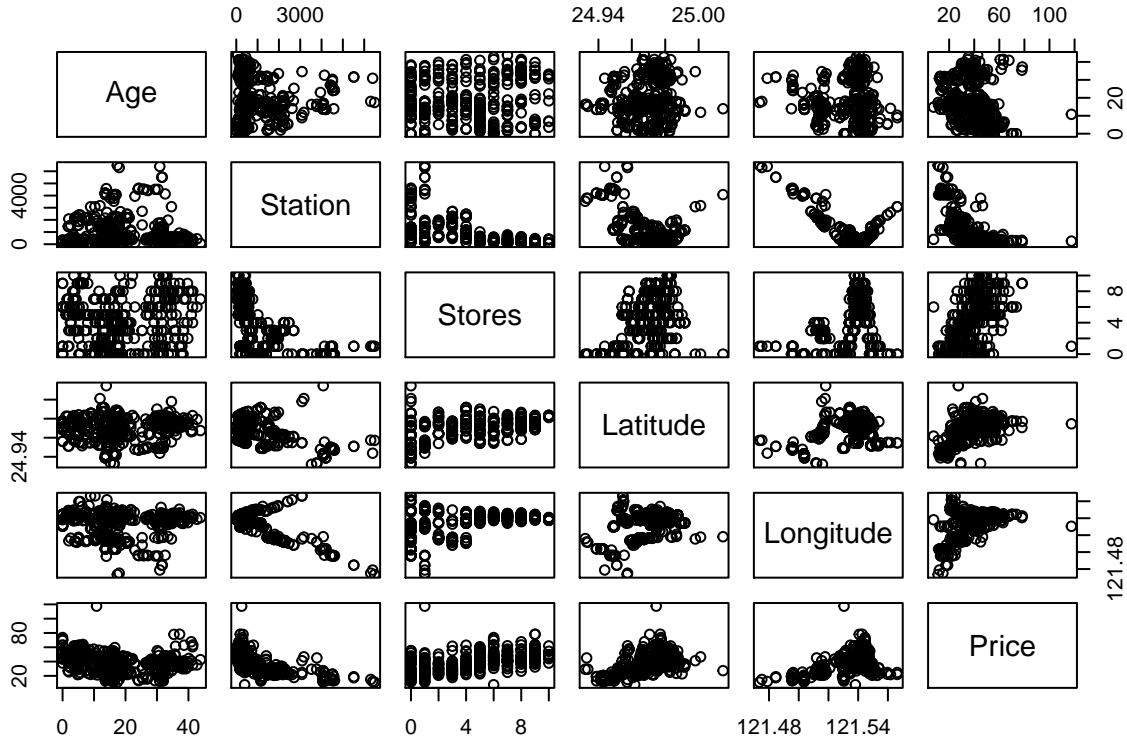 0 3000
24.94 25.00
20 60 100
Age
0 20
0 4000
Station
Stores
0 4 8
24.94
Latitude
Longitude
121.48
20 80
Price
0 20 40
0 4 8
121.48 121.54